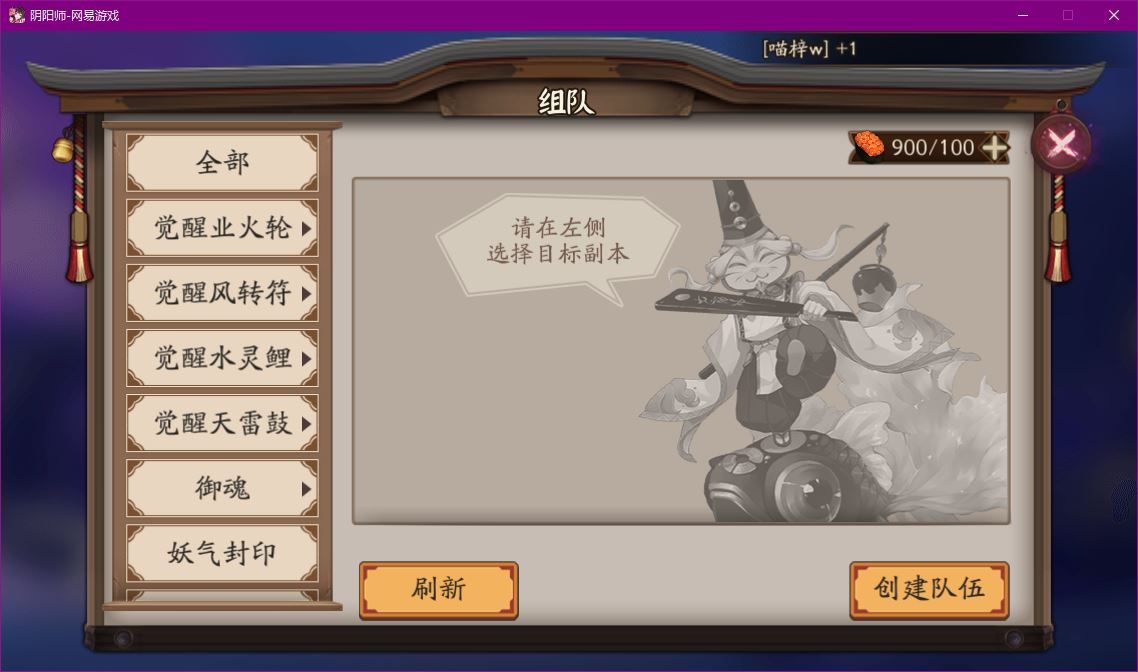 阴阳师-网易游戏
[喵梓w] +1
组队
900/100
全部
觉醒业火轮
觉醒风转符
觉醒水灵鲤
觉醒天雷鼓
御魂
妖气封印
请在左侧
选择目标副本
刷新
创建队伍